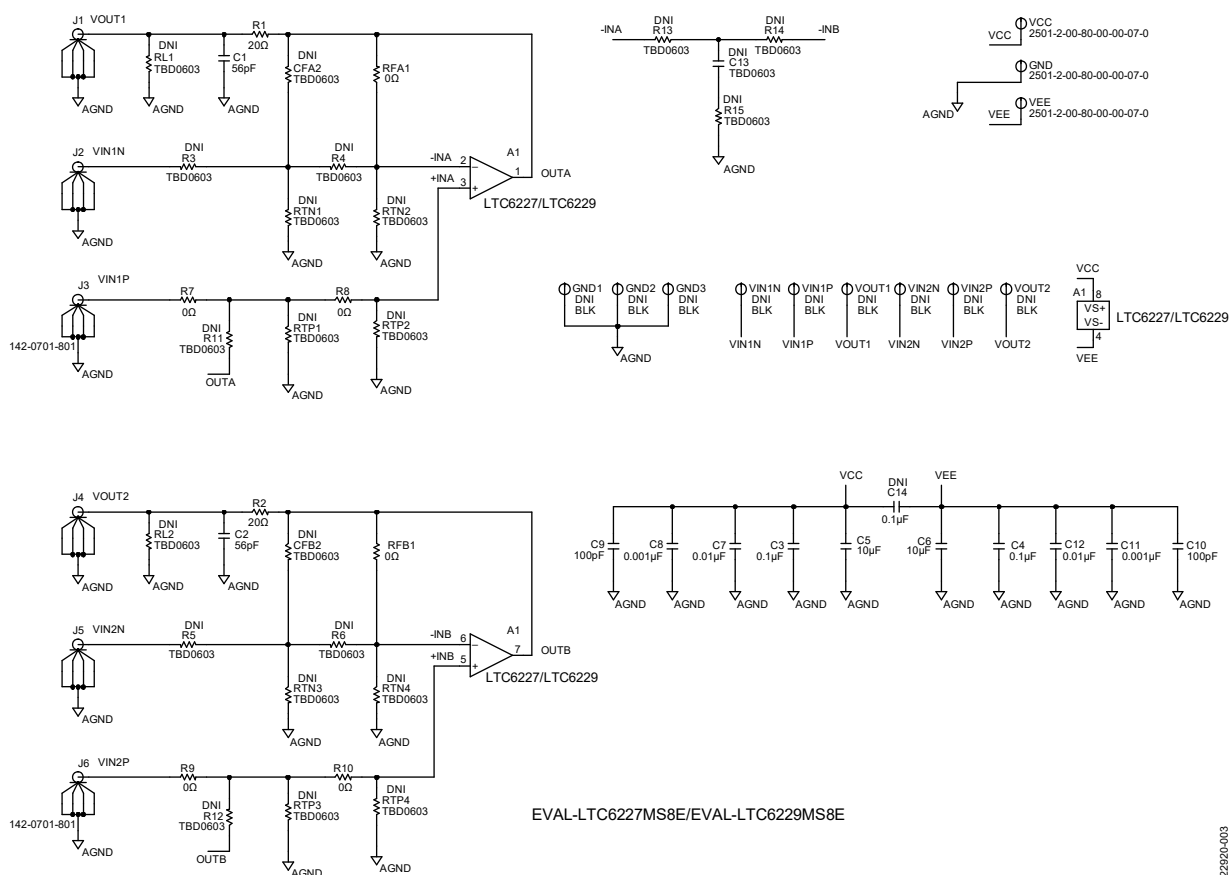 J1 VOUT1
DNI
RL1
TBD0603
AGND
AGND
C1
56pF
AGND
R1
20Ω
DNI
CFA2
TBD0603
RFA1
0Ω
J2 VIN1N
AGND
DNI
R3
TBD0603
DNI
R4
TBD0603
DNI
RTN1
TBD0603
AGND
DNI
RTN2
TBD0603
AGND
-INA 2
+INA 3
A1
1 OUTA
LTC6227/LTC6229
J3 VIN1P
142-0701-801
AGND
R7
0Ω
DNI
R11
TBD0603
OUTA
DNI
RTP1
TBD0603
AGND
R8
0Ω
DNI
RTP2
TBD0603
AGND
-INA
DNI
R13
TBD0603
DNI
R14
TBD0603
-INB
DNI
C13
TBD0603
DNI
R15
TBD0603
AGND
VCC
VCC
2501-2-00-80-00-00-07-0
GND
2501-2-00-80-00-00-07-0
AGND
VEE
VEE
2501-2-00-80-00-00-07-0
GND1
DNI
BLK
GND2
DNI
BLK
GND3
DNI
BLK
AGND
VIN1N
DNI
BLK
VIN1P
DNI
BLK
VOUT1
DNI
BLK
VIN2N
DNI
BLK
VIN2P
DNI
BLK
VOUT2
DNI
BLK
VIN1N
VIN1P
VOUT1
VIN2N
VIN2P
VOUT2
VCC
A1 8
VS+
VS-
4
VEE
LTC6227/LTC6229
J4 VOUT2
AGND
DNI
RL2
TBD0603
AGND
C2
56pF
AGND
R2
20Ω
DNI
CFB2
TBD0603
RFB1
0Ω
J5 VIN2N
AGND
DNI
R5
TBD0603
DNI
R6
TBD0603
DNI
RTN3
TBD0603
AGND
DNI
RTN4
TBD0603
AGND
-INB 6
+INB 5
A1
7 OUTB
LTC6227/LTC6229
J6 VIN2P
142-0701-801
AGND
R9
0Ω
DNI
R12
TBD0603
OUTB
DNI
RTP3
TBD0603
AGND
R10
0Ω
DNI
RTP4
TBD0603
AGND
VCC
DNI
C14
0.1µF
VEE
C9
100pF
AGND
C8
0.001µF
AGND
C7
0.01µF
AGND
C3
0.1µF
AGND
C5
10µF
AGND
C6
10µF
AGND
C4
0.1µF
AGND
C12
0.01µF
AGND
C11
0.001µF
AGND
C10
100pF
AGND
EVAL-LTC6227MS8E/EVAL-LTC6229MS8E
22920-003